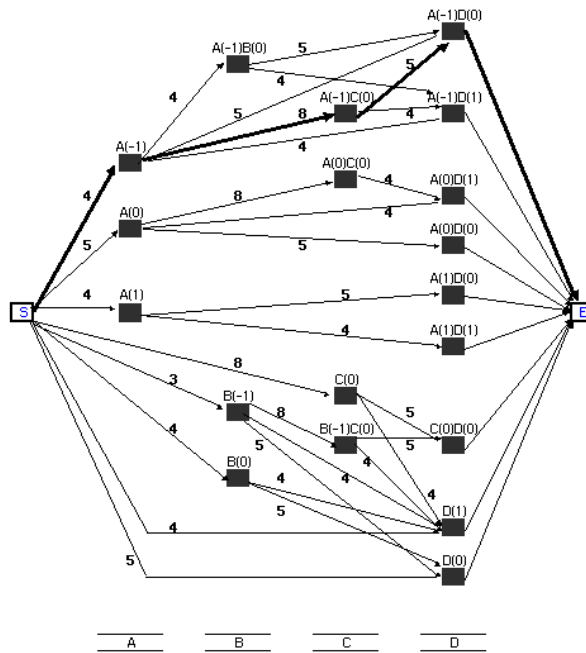 A(-1)D(0)
A(-1)B(0)
5
5
4
4
5
8
A(-1)C(0)
4
A(-1)D(1)
A(-1)
4
4
A(0)C(0)
8
4
A(0)D(1)
A(0)
4
5
5
A(0)D(0)
S
4
A(1)
5
A(1)D(0)
E
4
A(1)D(1)
8
C(0)
3
B(-1)
8
5
5
B(-1)C(0)
5
C(0)D(0)
4
4
B(0)
4
4
4
5
D(1)
4
5
D(0)
A
B
C
D